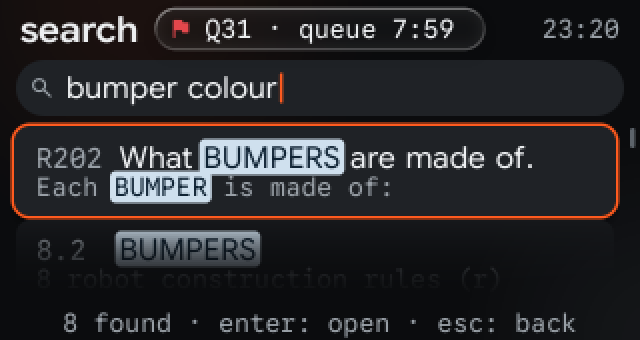 search Q31 · queue 7:59 23:20
bumper colour
R202 What BUMPERS are made of.
Each BUMPER is made of:
8.2 BUMPERS
8 robot construction rules (r)
8 found · enter: open · esc: back